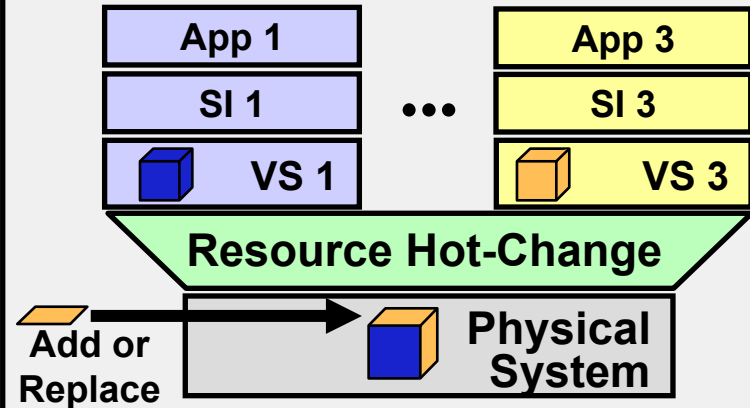 App 1
App 3
SI 1
...
SI 3
VS 1
VS 3
Resource Hot-Change
Add or
Replace
Physical
System